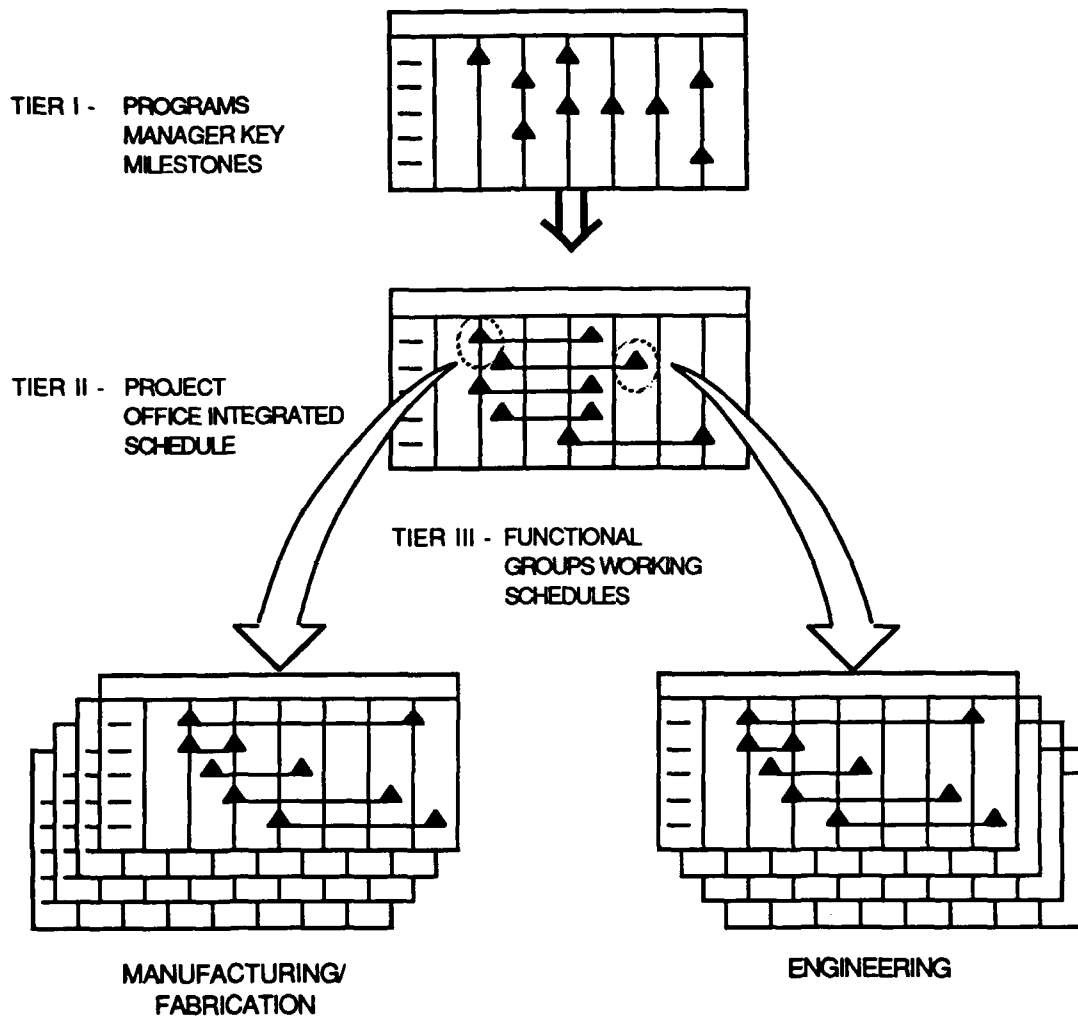 TIER I - PROGRAMS
MANAGER KEY
MILESTONES
TIER II - PROJECT
OFFICE INTEGRATED
SCHEDULE
TIER III - FUNCTIONAL
GROUPS WORKING
SCHEDULES
MANUFACTURING/
FABRICATION
ENGINEERING